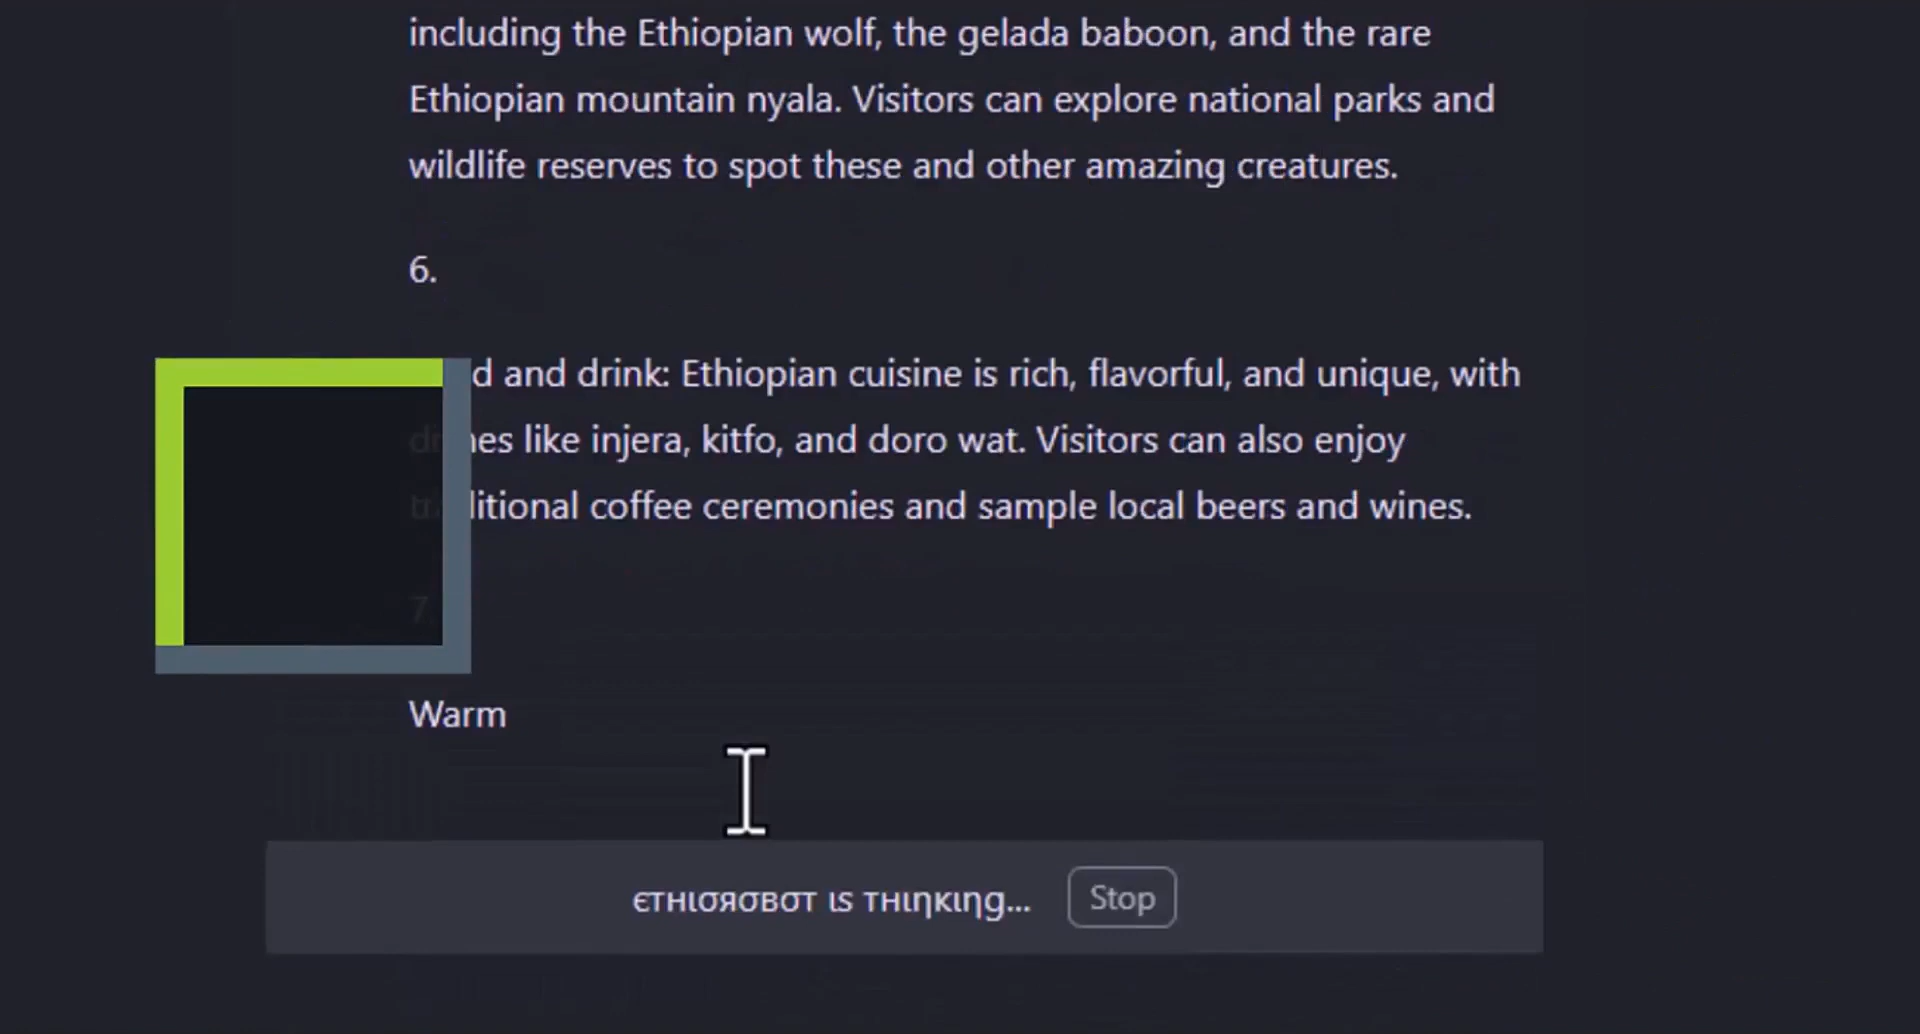 including the Ethiopian wolf, the gelada baboon, and the rare
Ethiopian mountain nyala. Visitors can explore national parks and
wildlife reserves to spot these and other amazing creatures.
6.
d and drink: Ethiopian cuisine is rich, flavorful, and unique, with
hes like injera, kitfo, and doro wat. Visitors can also enjoy
litional coffee ceremonies and sample local beers and wines.
7
Warm
єтнισяσвσт ιѕ тнιηкιηg... Stop